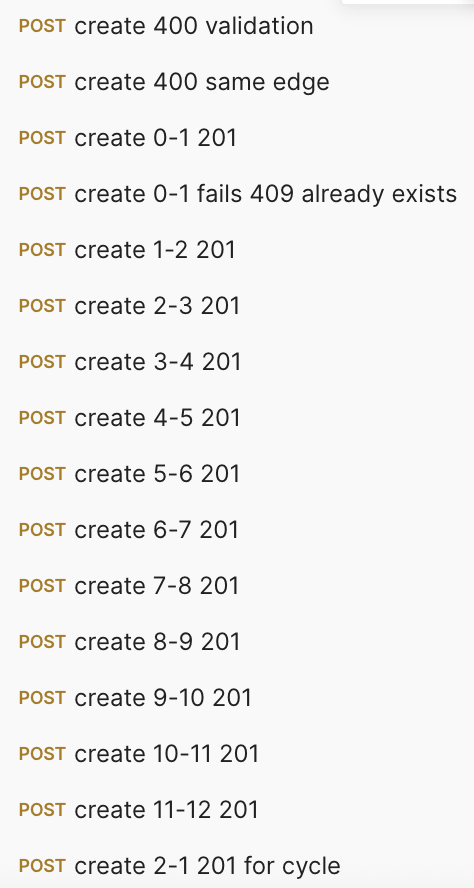 POST create 400 validation
POST create 400 same edge
POST create 0-1 201
POST create 0-1 fails 409 already exists
POST create 1-2 201
POST create 2-3 201
POST create 3-4 201
POST create 4-5 201
POST create 5-6 201
POST create 6-7 201
POST create 7-8 201
POST create 8-9 201
POST create 9-10 201
POST create 10-11 201
POST create 11-12 201
POST create 2-1 201 for cycle